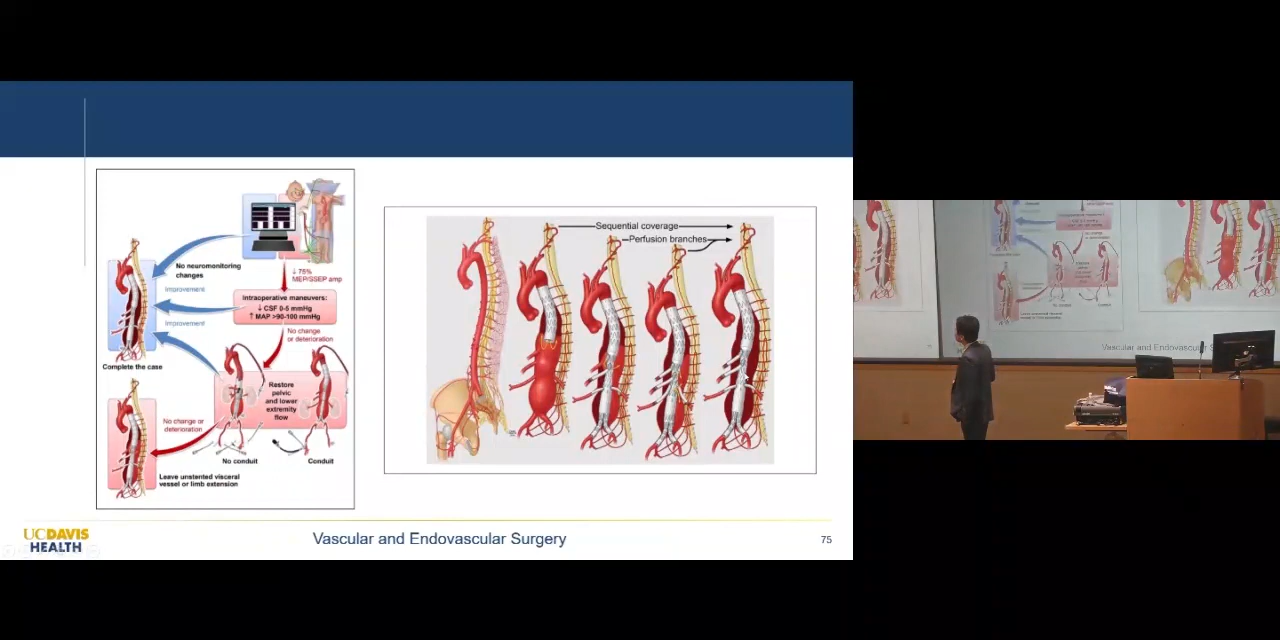 No neuromonitoring
changes
↓ 75%
MEP/SSEP amp
Improvement
Intraoperative maneuvers:
↓ CSF 0-5 mmHg
↑ MAP >90-100 mmHg
Improvement
No change
or deterioration
Complete the case
Restore
pelvic
and lower
extremity
flow
No change or
deterioration
No conduit
Conduit
Leave unstented visceral
vessel or limb extension
Sequential coverage
Perfusion branches
UCDAVIS
HEALTH
Vascular and Endovascular Surgery
75
Vascular and Endovascular Su